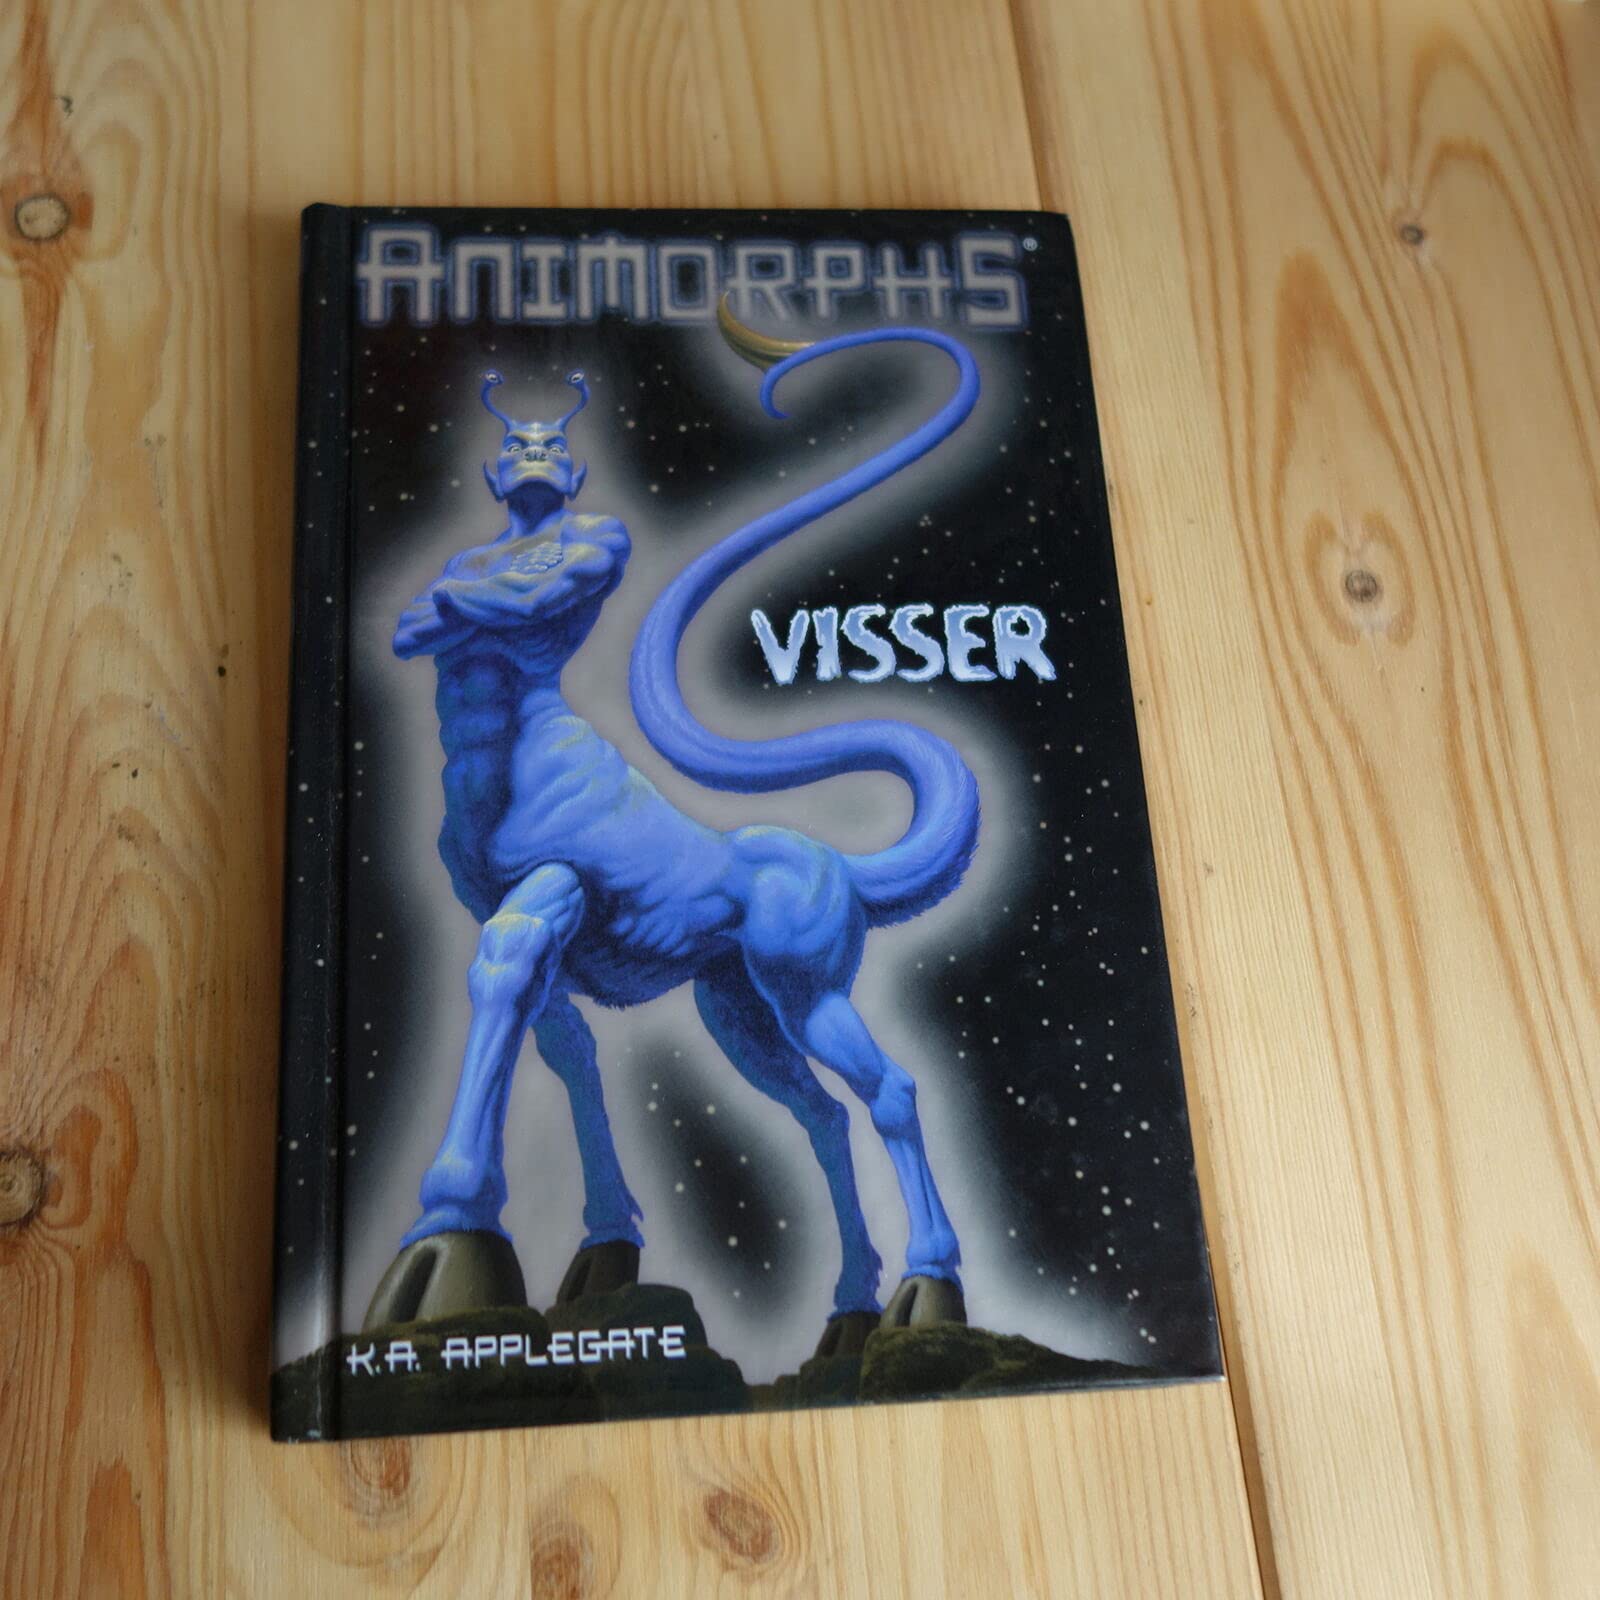 ANIMORPHS®
VISSER
K.A. APPLEGATE